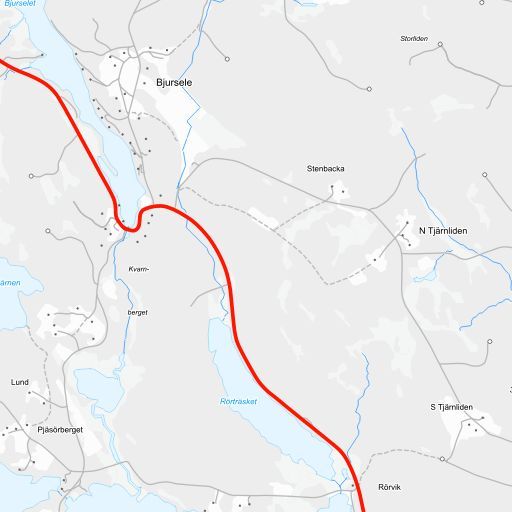 Bjurselet
Storliden
Bjursele
Stenbacka
N Tjärnliden
Kvarn-
berget
Lund
Rörträsket
S Tjärnliden
Pjäsörberget
Rörvik